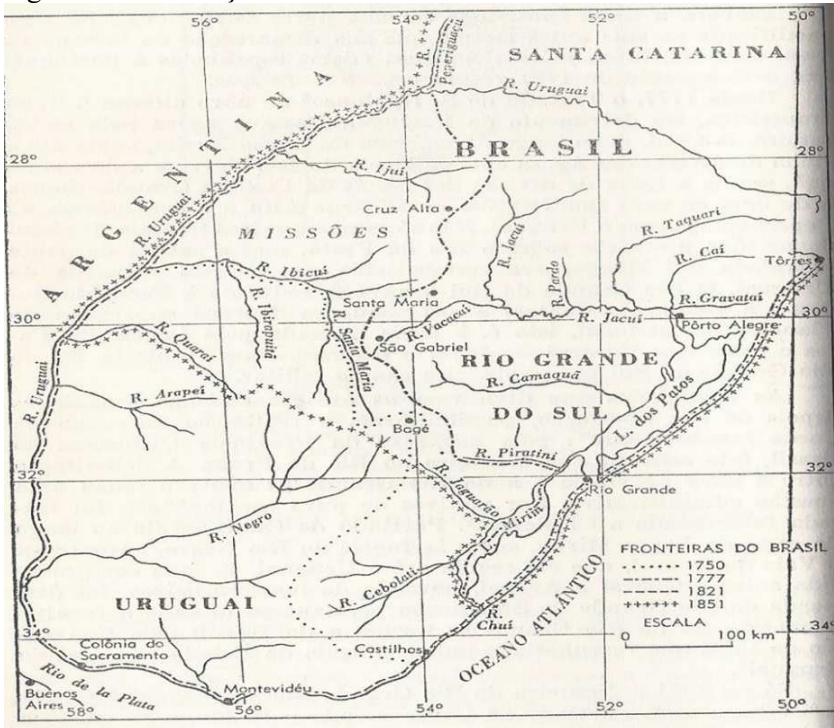 56°
54°
52°
50°
SANTA CATARINA
R. Uruguai
BRASIL
ARGENTINA
28°
28°
R. Uruguai
R. Ijuí
Cruz Alta
MISSÕES
R. Jacuí
R. Pardo
R. Taquari
R. Caí
Tôrres
R. Ibicuí
R. Ibirapuitã
R. Santa Maria
Santa Maria
R. Vacacaí
R. Gravataí
R. Jacuí
Pôrto Alegre
30°
30°
R. Quaraí
São Gabriel
RIO GRANDE
DO SUL
R. Camaquã
L. dos Patos
R. Uruguai
R. Arapeí
Bagé
R. Piratini
32°
32°
R. Jaguarão
Rio Grande
L. Mirim
R. Negro
R. Cebolatí
URUGUAI
R. Chuí
Castilhos
OCEANO ATLÂNTICO
FRONTEIRAS DO BRASIL
1750
1777
1821
1851
ESCALA
0 100 km
34°
34°
Colônia do
Sacramento
Rio de la Plata
Buenos
Aires
Montevidéu
58°
56°
54°
52°
50°